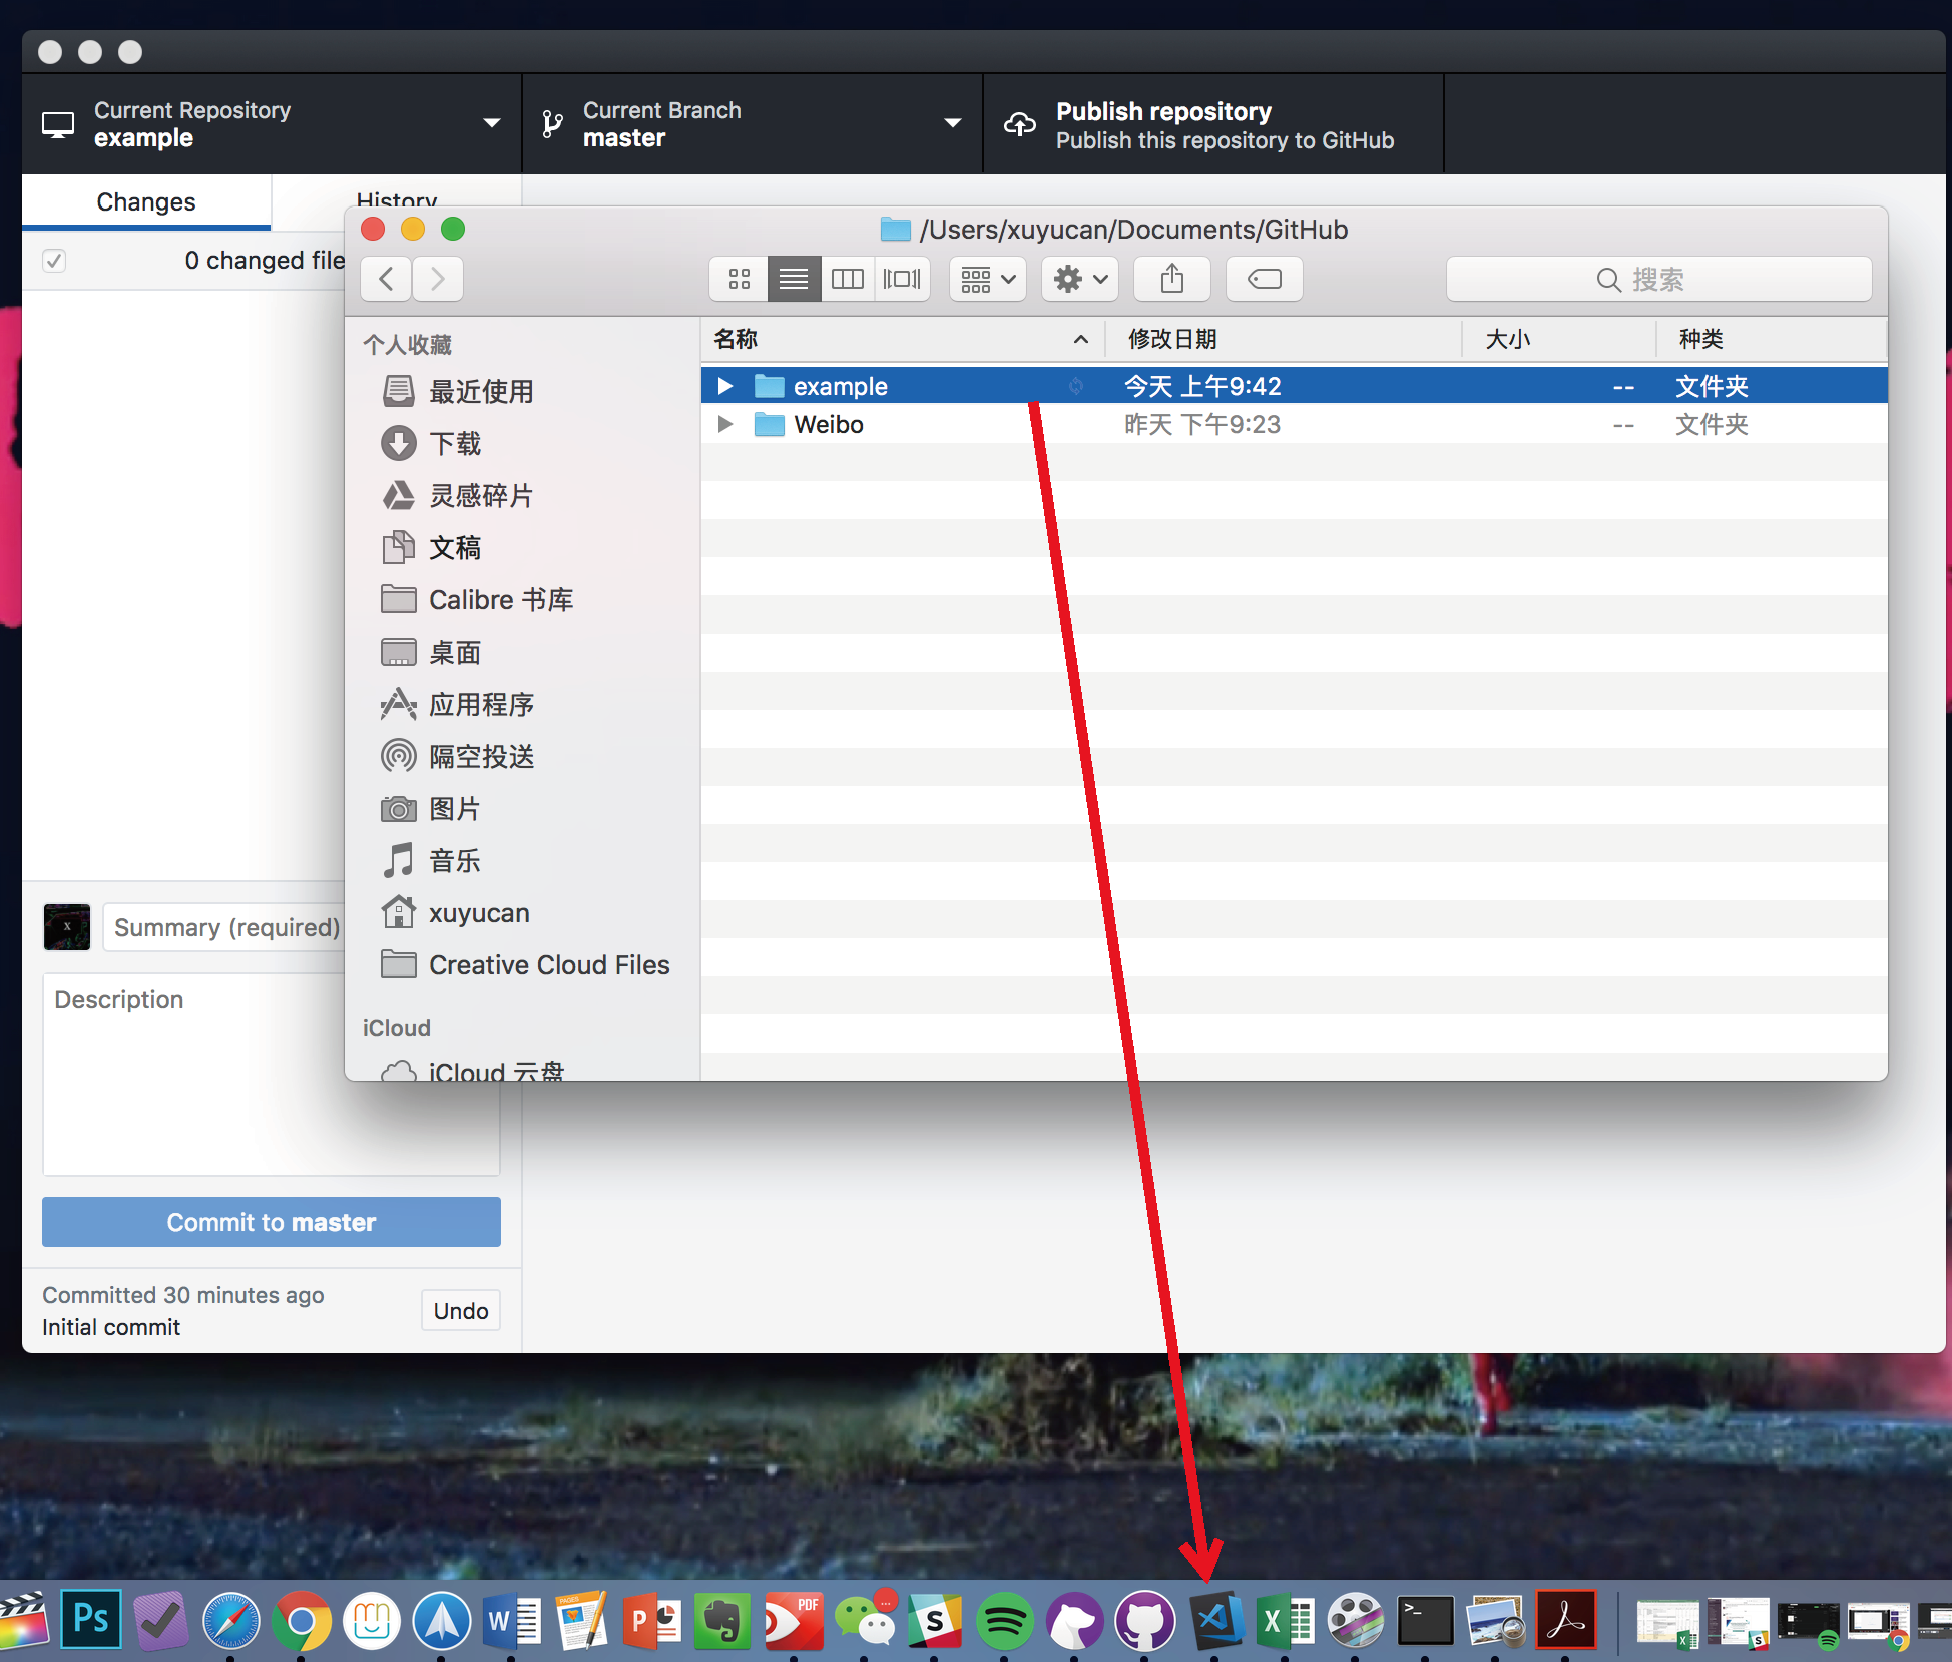 Current Repository
example
Current Branch
master
Publish repository
Publish this repository to GitHub
Changes
History
0 changed file
/Users/xuyucan/Documents/GitHub
搜索
个人收藏
最近使用
下载
灵感碎片
文稿
Calibre 书库
桌面
应用程序
隔空投送
图片
音乐
xuyucan
Creative Cloud Files
iCloud
iCloud 云盘
名称 修改日期 大小 种类
example 今天 上午9:42 -- 文件夹
Weibo 昨天 下午9:23 -- 文件夹
X
Summary (required)
Description
Commit to master
Committed 30 minutes ago
Initial commit
Undo
Ps
W
PAGES
P
PDF
S
X
>_